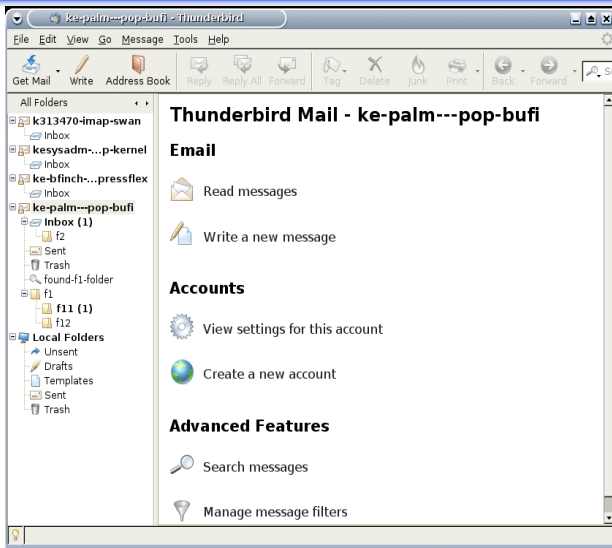 ke-palm---pop-bufi - Thunderbird
File Edit View Go Message Tools Help
Get Mail Write Address Book Reply Reply All Forward Tag Delete Junk Print Back Forward
All Folders
k313470-imap-swan
Inbox
kesysadm-...p-kernel
Inbox
ke-bfinch-...pressflex
Inbox
ke-palm---pop-bufi
Inbox (1)
f2
Sent
Trash
found-f1-folder
f1
f11 (1)
f12
Local Folders
Unsent
Drafts
Templates
Sent
Trash
Thunderbird Mail - ke-palm---pop-bufi
Email
Read messages
Write a new message
Accounts
View settings for this account
Create a new account
Advanced Features
Search messages
Manage message filters